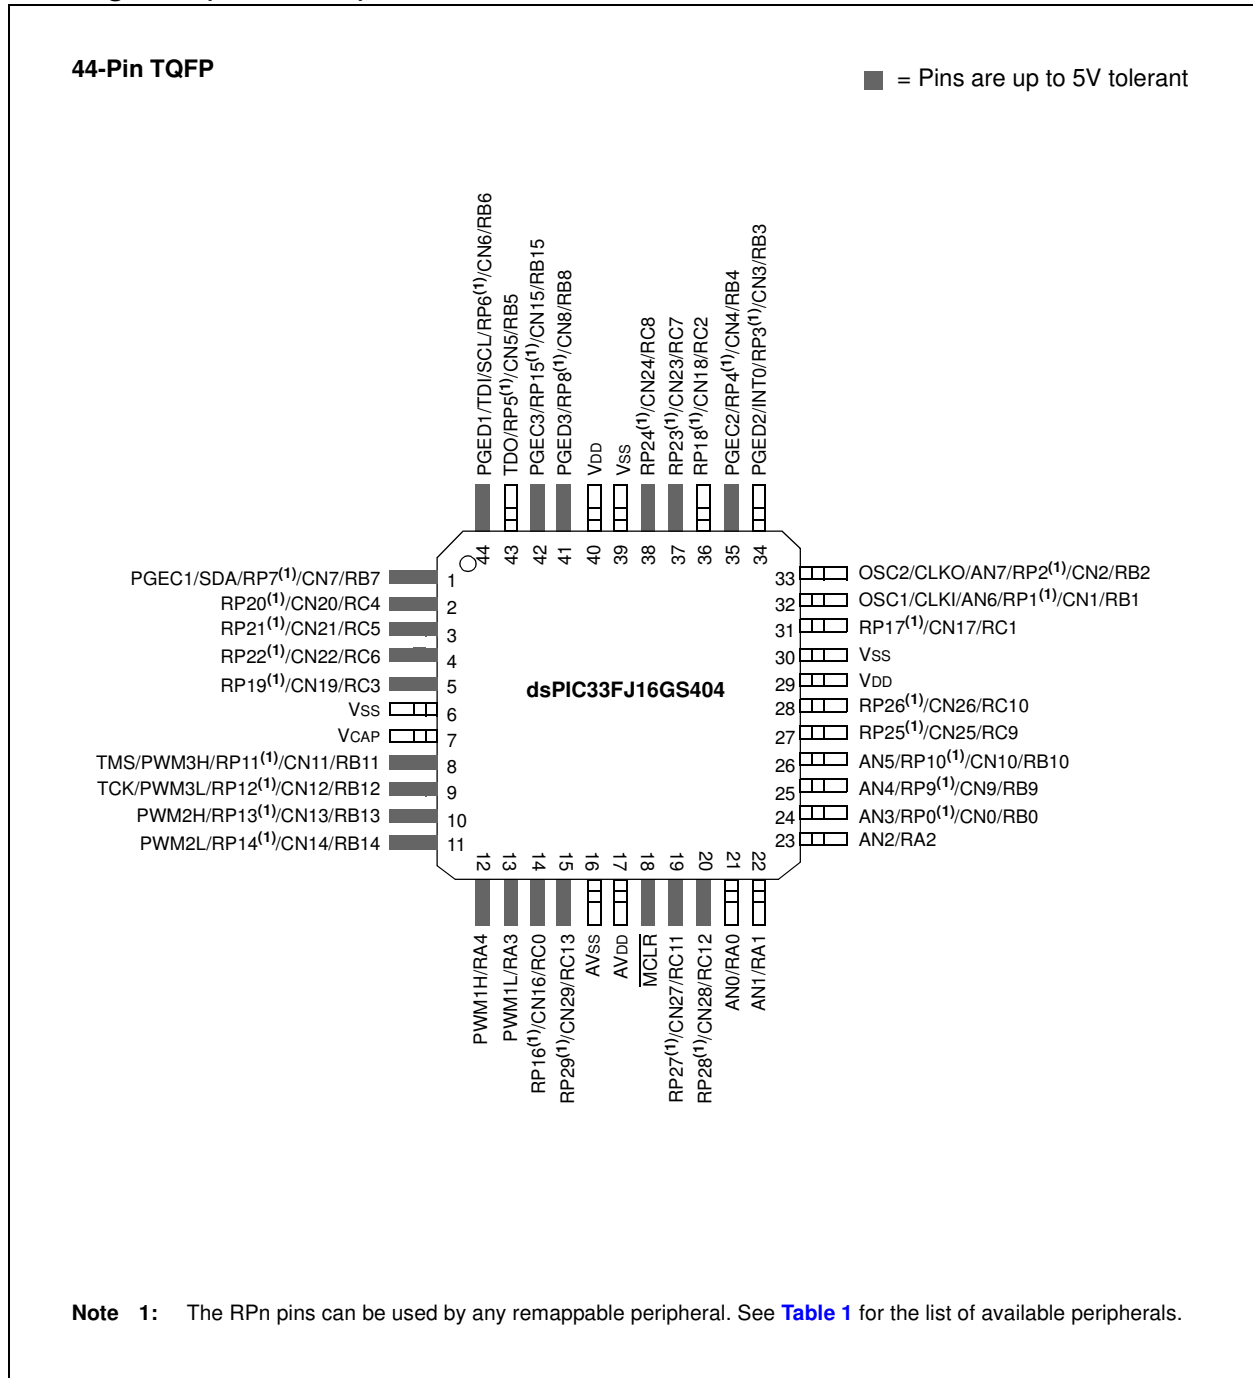 44-Pin TQFP
= Pins are up to 5V tolerant
PGED1/TDI/SCL/RP6(1)/CN6/RB6
TDO/RP5(1)/CN5/RB5
PGEC3/RP15(1)/CN15/RB15
PGED3/RP8(1)/CN8/RB8
VDD
VSS
RP24(1)/CN24/RC8
RP23(1)/CN23/RC7
RP18(1)/CN18/RC2
PGEC2/RP4(1)/CN4/RB4
PGED2/INT0/RP3(1)/CN3/RB3
44 43 42 41 40 39 38 37 36 35 34
PGEC1/SDA/RP7(1)/CN7/RB7 1
RP20(1)/CN20/RC4 2
RP21(1)/CN21/RC5 3
RP22(1)/CN22/RC6 4
RP19(1)/CN19/RC3 5
VSS 6
VCAP 7
TMS/PWM3H/RP11(1)/CN11/RB11 8
TCK/PWM3L/RP12(1)/CN12/RB12 9
PWM2H/RP13(1)/CN13/RB13 10
PWM2L/RP14(1)/CN14/RB14 11
dsPIC33FJ16GS404
33 OSC2/CLKO/AN7/RP2(1)/CN2/RB2
32 OSC1/CLKI/AN6/RP1(1)/CN1/RB1
31 RP17(1)/CN17/RC1
30 VSS
29 VDD
28 RP26(1)/CN26/RC10
27 RP25(1)/CN25/RC9
26 AN5/RP10(1)/CN10/RB10
25 AN4/RP9(1)/CN9/RB9
24 AN3/RP0(1)/CN0/RB0
23 AN2/RA2
12 13 14 15 16 17 18 19 20 21 22
PWM1H/RA4
PWM1L/RA3
RP16(1)/CN16/RC0
RP29(1)/CN29/RC13
AVSS
AVDD
MCLR
RP27(1)/CN27/RC11
RP28(1)/CN28/RC12
AN0/RA0
AN1/RA1
Note 1: The RPn pins can be used by any remappable peripheral. See Table 1 for the list of available peripherals.